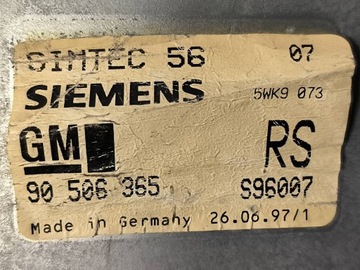 SIMTEC 56 07
SIEMENS 5WK9 073
GM RS
90 506 365 S96007
Made in Germany 26.06.97/1